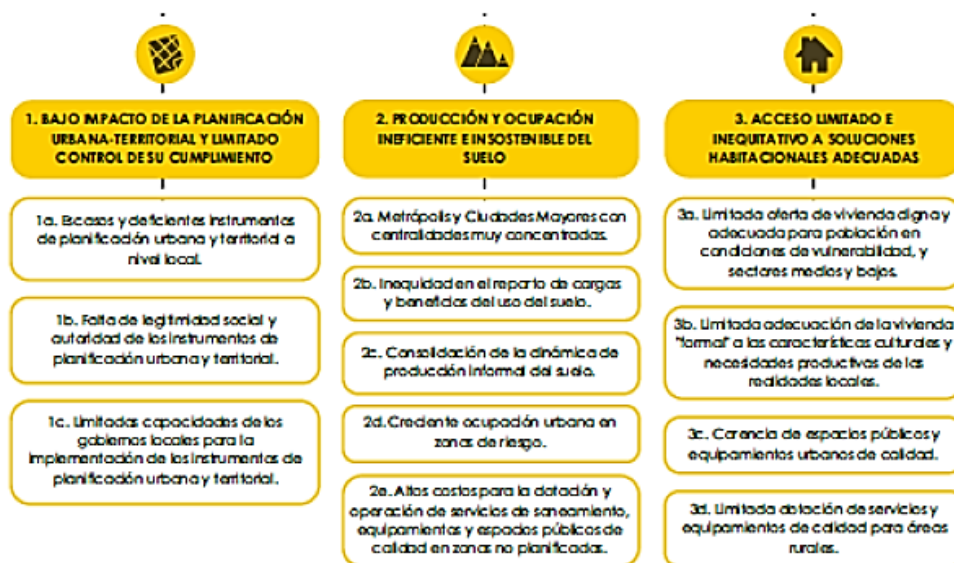 1. BAJO IMPACTO DE LA PLANIFICACIÓN
URBANA-TERRITORIAL Y LIMITADO
CONTROL DE SU CUMPLIMIENTO
1a. Escasos y deficientes instrumentos
de planificación urbana y territorial a
nivel local.
1b. Falta de legitimidad social y
autoridad de los instrumentos de
planificación urbana y territorial.
1c. Limitadas capacidades de los
gobiernos locales para la
implementación de los instrumentos de
planificación urbana y territorial.
2. PRODUCCIÓN Y OCUPACIÓN
INEFICIENTE E INSOSTENIBLE DEL
SUELO
2a. Metrópolis y Ciudades Mayores con
centralidades muy concentradas.
2b. Inequidad en el reparto de cargas
y beneficios del uso del suelo.
2c. Consolidación de la dinámica de
producción informal del suelo.
2d. Creciente ocupación urbana en
zonas de riesgo.
2e. Altos costos para la dotación y
operación de servicios de saneamiento,
equipamientos y espacios públicos de
calidad en zonas no planificadas.
3. ACCESO LIMITADO E
INEQUITATIVO A SOLUCIONES
HABITACIONALES ADECUADAS
3a. Limitada oferta de vivienda digna y
adecuada para población en
condiciones de vulnerabilidad, y
sectores medios y bajos.
3b. Limitada adecuación de la vivienda
"formal" a las características culturales y
necesidades productivas de las
realidades locales.
3c. Carencia de espacios públicos y
equipamientos urbanos de calidad.
3d. Limitada dotación de servicios y
equipamientos de calidad para áreas
rurales.